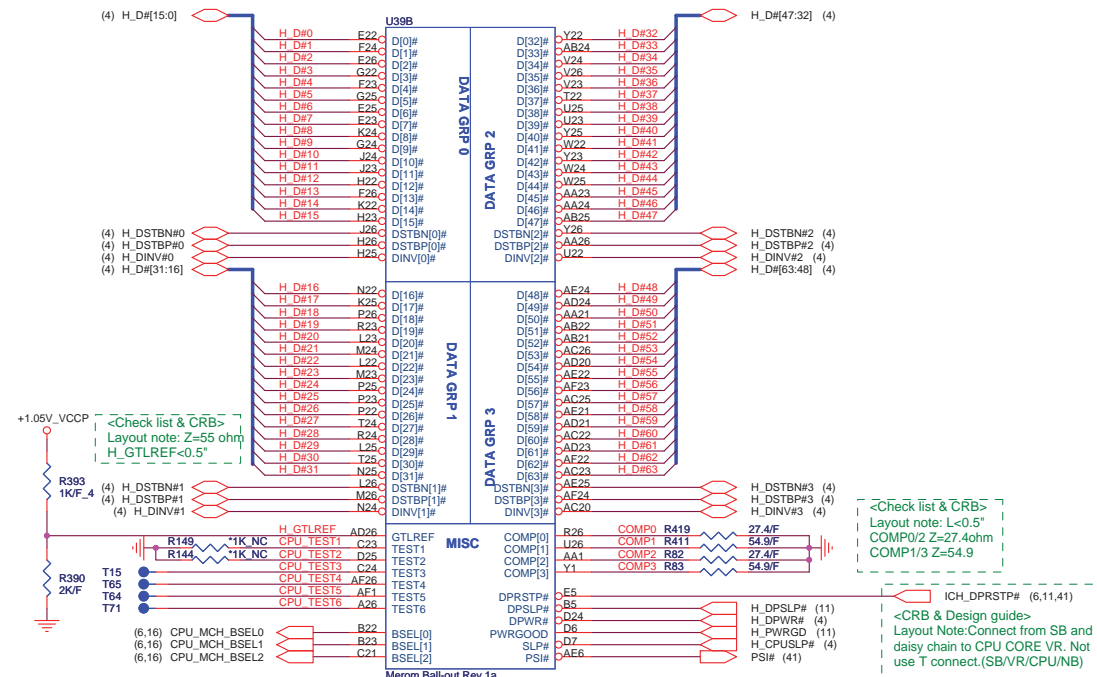 (4) H_D#[15:0]
U39B
H_D#[47:32] (4)
H_D#0 E22 D[0]# D[32]# Y22 H_D#32
H_D#1 F24 D[1]# D[33]# AB24 H_D#33
H_D#2 E26 D[2]# D[34]# V24 H_D#34
H_D#3 G22 D[3]# D[35]# V26 H_D#35
H_D#4 F23 D[4]# D[36]# V23 H_D#36
H_D#5 G25 D[5]# D[37]# T22 H_D#37
H_D#6 E25 D[6]# D[38]# U25 H_D#38
H_D#7 E23 D[7]# D[39]# U23 H_D#39
H_D#8 K24 D[8]# D[40]# Y25 H_D#40
H_D#9 G24 D[9]# D[41]# W22 H_D#41
H_D#10 J24 D[10]# D[42]# Y23 H_D#42
H_D#11 J23 D[11]# D[43]# W24 H_D#43
H_D#12 H22 D[12]# D[44]# W25 H_D#44
H_D#13 F26 D[13]# D[45]# AA23 H_D#45
H_D#14 K22 D[14]# D[46]# AA24 H_D#46
H_D#15 H23 D[15]# D[47]# AB25 H_D#47
DATA GRP 0
DATA GRP 2
(4) H_DSTBN#0 J26 DSTBN[0]# DSTBN[2]# Y26 H_DSTBN#2 (4)
(4) H_DSTBP#0 H26 DSTBP[0]# DSTBP[2]# AA26 H_DSTBP#2 (4)
(4) H_DINV#0 H25 DINV[0]# DINV[2]# U22 H_DINV#2 (4)
(4) H_D#[31:16]
H_D#[63:48] (4)
H_D#16 N22 D[16]# D[48]# AE24 H_D#48
H_D#17 K25 D[17]# D[49]# AD24 H_D#49
H_D#18 P26 D[18]# D[50]# AA21 H_D#50
H_D#19 R23 D[19]# D[51]# AB22 H_D#51
H_D#20 L23 D[20]# D[52]# AB21 H_D#52
H_D#21 M24 D[21]# D[53]# AC26 H_D#53
H_D#22 L22 D[22]# D[54]# AD20 H_D#54
H_D#23 M23 D[23]# D[55]# AE22 H_D#55
H_D#24 P25 D[24]# D[56]# AF23 H_D#56
H_D#25 P23 D[25]# D[57]# AC25 H_D#57
H_D#26 P22 D[26]# D[58]# AE21 H_D#58
H_D#27 T24 D[27]# D[59]# AD21 H_D#59
H_D#28 R24 D[28]# D[60]# AC22 H_D#60
H_D#29 L25 D[29]# D[61]# AD23 H_D#61
H_D#30 T25 D[30]# D[62]# AF22 H_D#62
H_D#31 N25 D[31]# D[63]# AC23 H_D#63
DATA GRP 1
DATA GRP 3
(4) H_DSTBN#1 L26 DSTBN[1]# DSTBN[3]# AE25 H_DSTBN#3 (4)
(4) H_DSTBP#1 M26 DSTBP[1]# DSTBP[3]# AF24 H_DSTBP#3 (4)
(4) H_DINV#1 N24 DINV[1]# DINV[3]# AC20 H_DINV#3 (4)
+1.05V_VCCP
<Check list & CRB>
Layout note: Z=55 ohm
H_GTLREF<0.5"
R393
1K/F_4
R390
2K/F
MISC
H_GTLREF AD26 GTLREF COMP[0] R26 COMP0 R419 27.4/F
R149 *1K_NC CPU_TEST1 C23 TEST1 COMP[1] U26 COMP1 R411 54.9/F
R144 *1K_NC CPU_TEST2 D25 TEST2 COMP[2] AA1 COMP2 R82 27.4/F
T15 CPU_TEST3 C24 TEST3 COMP[3] Y1 COMP3 R83 54.9/F
T65 CPU_TEST4 AF26 TEST4
T64 CPU_TEST5 AF1 TEST5 DPRSTP# E5 ICH_DPRSTP# (6,11,41)
T71 CPU_TEST6 A26 TEST6 DPSLP# B5 H_DPSLP# (11)
DPWR# D24 H_DPWR# (4)
(6,16) CPU_MCH_BSEL0 B22 BSEL[0] PWRGOOD D6 H_PWRGD (11)
(6,16) CPU_MCH_BSEL1 B23 BSEL[1] SLP# D7 H_CPUSLP# (4)
(6,16) CPU_MCH_BSEL2 C21 BSEL[2] PSI# AE6 PSI# (41)
<Check list & CRB>
Layout note: L<0.5"
COMP0/2 Z=27.4ohm
COMP1/3 Z=54.9
<CRB & Design guide>
Layout Note:Connect from SB and
daisy chain to CPU CORE VR. Not
use T connect.(SB/VR/CPU/NB)
Merom Ball-out Rev 1a